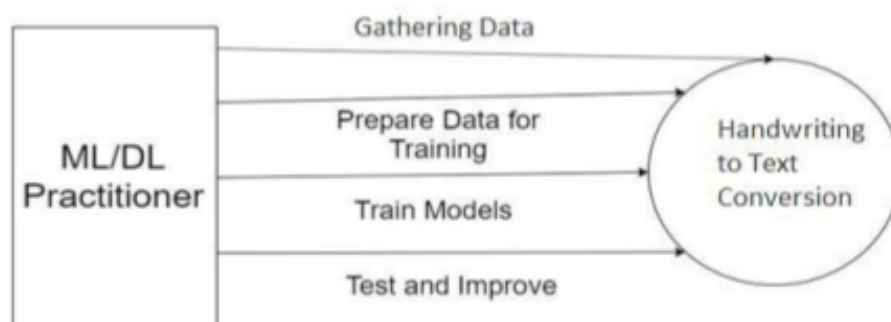 Gathering Data
Prepare Data for
Training
ML/DL
Practitioner
Handwriting
to Text
Conversion
Train Models
Test and Improve